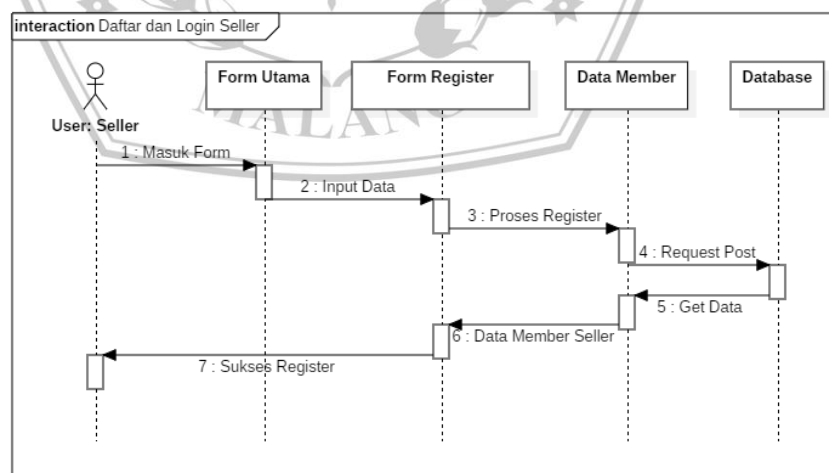 interaction Daftar dan Login Seller
Form Utama
Form Register
Data Member
Database
User: Seller
MALANG
1 : Masuk Form
2 : Input Data
3 : Proses Register
4 : Request Post
5 : Get Data
6 : Data Member Seller
7 : Sukses Register